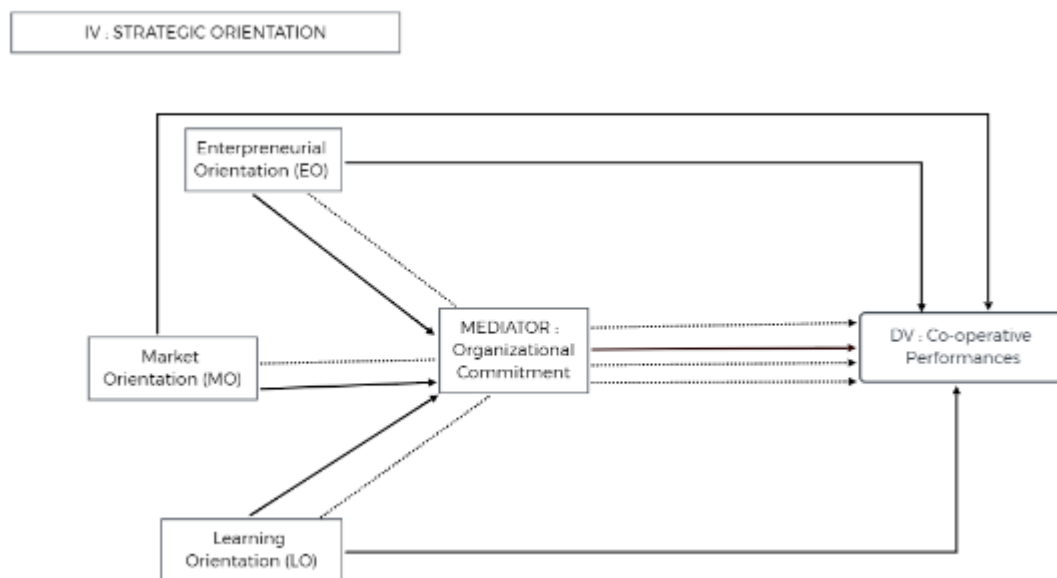 IV : STRATEGIC ORIENTATION
Enterpreneurial
Orientation (EO)
MEDIATOR :
Organizational
Commitment
DV : Co-operative
Performances
Market
Orientation (MO)
Learning
Orientation (LO)